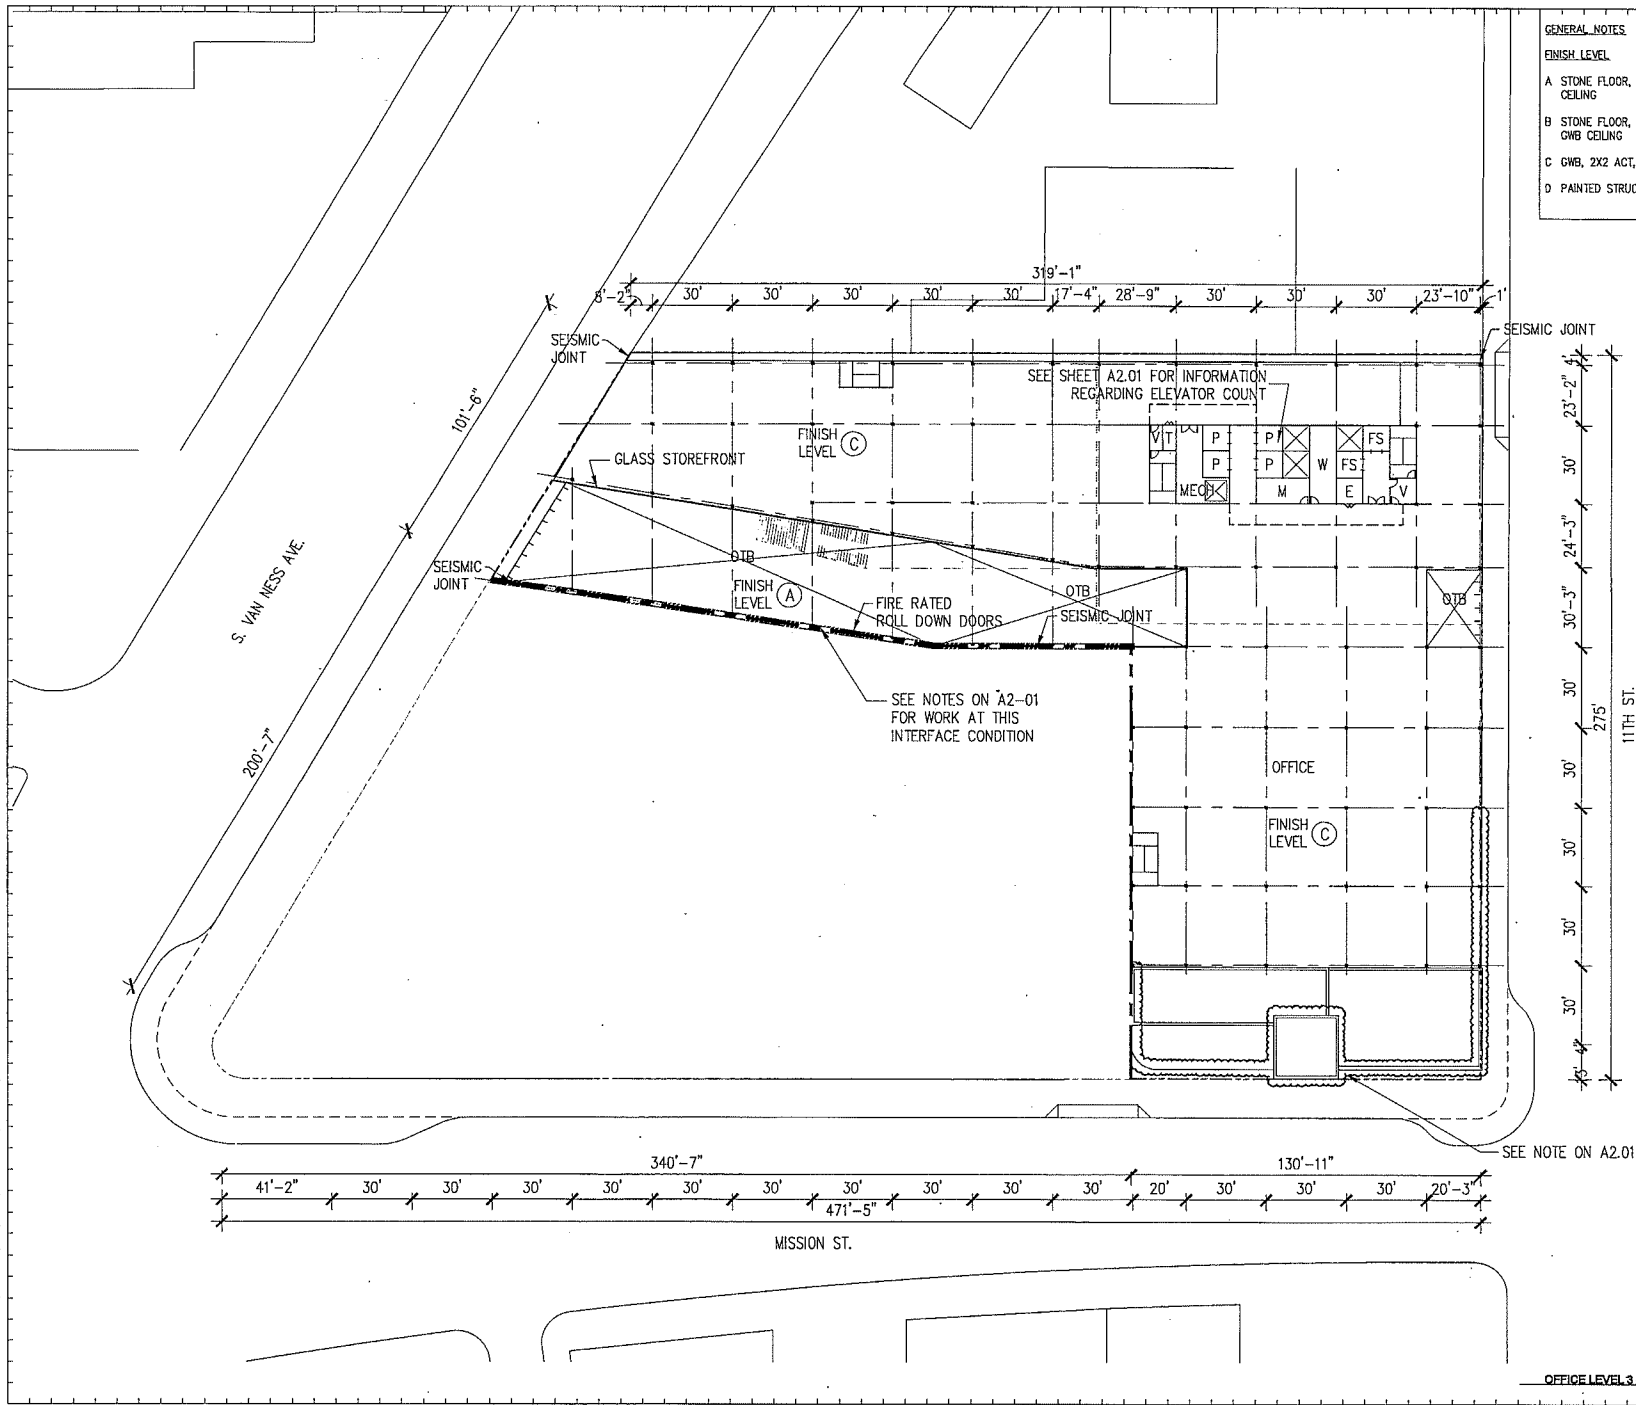 GENERAL NOTES
FINISH LEVEL
A STONE FLOOR,
CEILING
B STONE FLOOR,
GWB CEILING
C GWB, 2X2 ACT,
D PAINTED STRUC
319'-1"
8'-2" 30' 30' 30' 30' 30' 17'-4" 28'-9" 30' 30' 30' 23'-10" 1'
SEISMIC
JOINT
SEISMIC JOINT
SEE SHEET A2.01 FOR INFORMATION
REGARDING ELEVATOR COUNT
101'-6"
FINISH
LEVEL C
GLASS STOREFRONT
V T P P FS
P P W FS
MECH M E V
4'
23'-2"
30'
24'-3"
30'-3"
30'
30'
30'
30'
30'
275'
11TH ST.
SEISMIC
JOINT
OTB
FINISH
LEVEL A
FIRE RATED
ROLL DOWN DOORS
OTB
SEISMIC JOINT
OTB
S. VAN NESS AVE.
200'-7"
SEE NOTES ON A2-01
FOR WORK AT THIS
INTERFACE CONDITION
OFFICE
FINISH
LEVEL C
SEE NOTE ON A2.01
340'-7" 130'-11"
41'-2" 30' 30' 30' 30' 30' 30' 30' 30' 30' 30' 20' 30' 30' 30' 20'-3"
471'-5"
MISSION ST.
OFFICE LEVEL 3